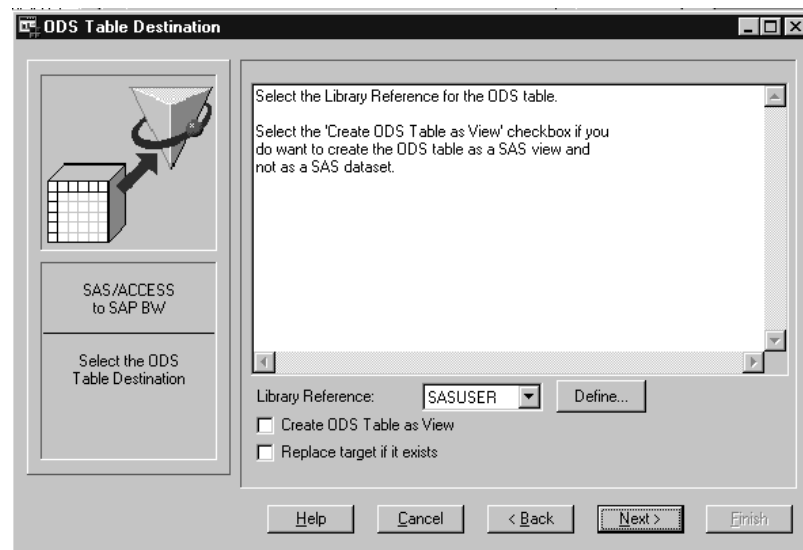 ODS Table Destination
Select the Library Reference for the ODS table.
Select the 'Create ODS Table as View' checkbox if you
do want to create the ODS table as a SAS view and
not as a SAS dataset.
SAS/ACCESS
to SAP BW
Select the ODS
Table Destination
Library Reference:
SASUSER
Define...
Create ODS Table as View
Replace target if it exists
Help
Cancel
< Back
Next >
Finish